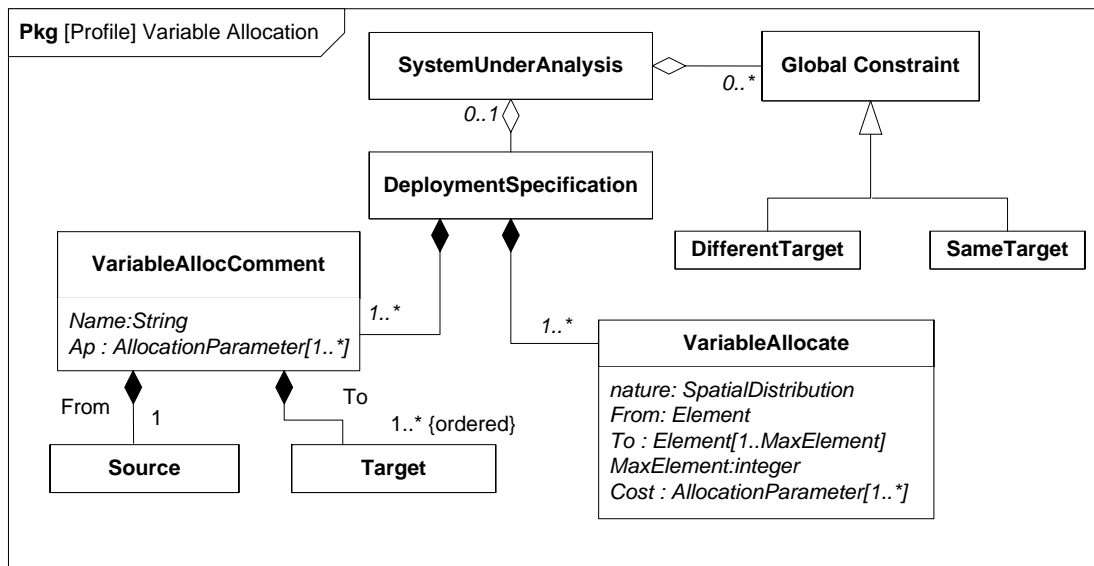 Pkg [Profile] Variable Allocation
SystemUnderAnalysis
Global Constraint
0..*
0..1
DeploymentSpecification
DifferentTarget
SameTarget
VariableAllocComment
Name:String
Ap : AllocationParameter[1..*]
1..*
1..*
VariableAllocate
nature: SpatialDistribution
From: Element
To : Element[1..MaxElement]
MaxElement:integer
Cost : AllocationParameter[1..*]
From
1
To
1..* {ordered}
Source
Target